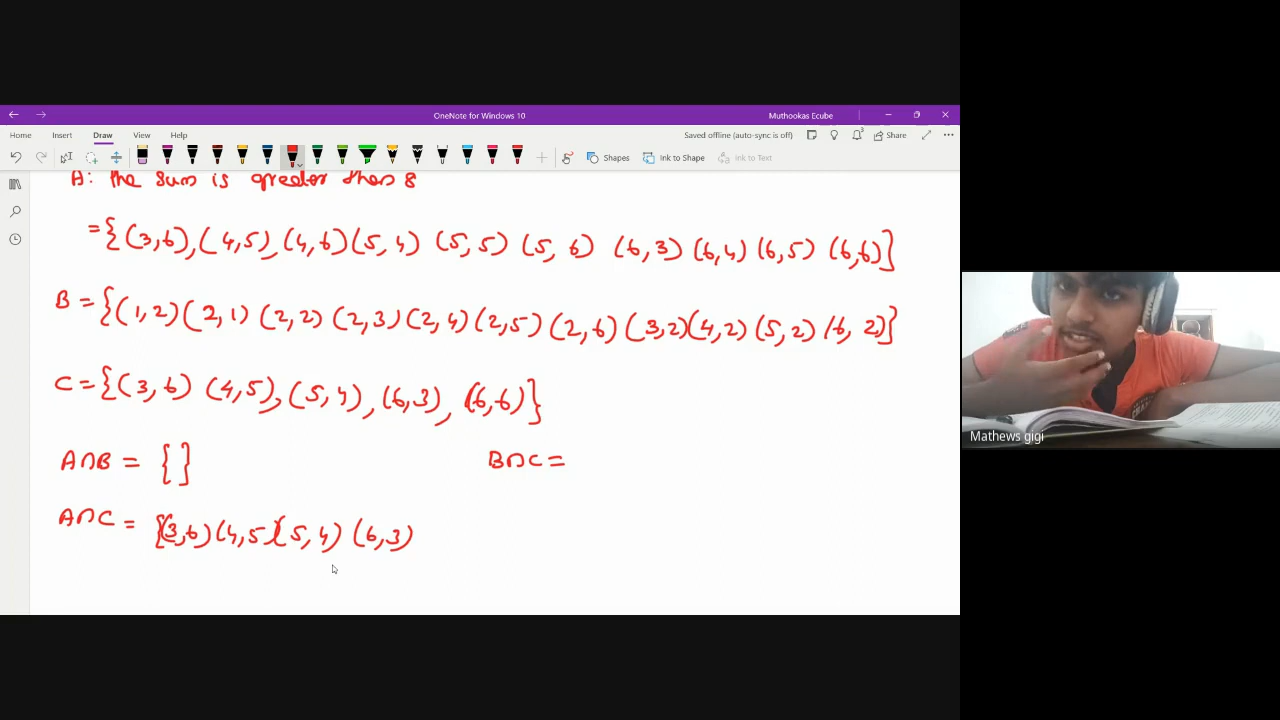 OneNote for Windows 10
Muthookas Ecube
Home Insert Draw View Help
Saved offline (auto-sync is off)
Share
Shapes
Ink to Shape
Ink to Text
A: the sum is greater than 8
= {(3,6), (4,5), (4,6) (5,4) (5,5) (5,6) (6,3) (6,4) (6,5) (6,6)}
B = {(1,2) (2,1) (2,2) (2,3) (2,4) (2,5) (2,6) (3,2) (4,2) (5,2) (6,2)}
C = {(3,6) (4,5), (5,4), (6,3), (6,6)}
A∩B = { }
B∩C =
A∩C = {(3,6) (4,5) (5,4) (6,3)
Mathews gigi